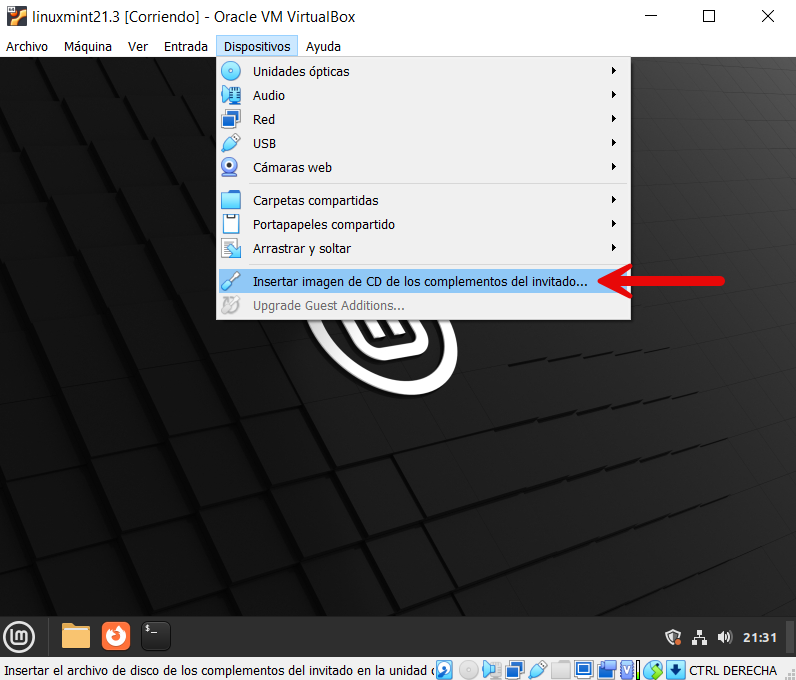 linuxmint21.3 [Corriendo] - Oracle VM VirtualBox
Archivo Máquina Ver Entrada Dispositivos Ayuda
Unidades ópticas
Audio
Red
USB
Cámaras web
Carpetas compartidas
Portapapeles compartido
Arrastrar y soltar
Insertar imagen de CD de los complementos del invitado...
Upgrade Guest Additions...
$_
21:31
Insertar el archivo de disco de los complementos del invitado en la unidad CTRL DERECHA